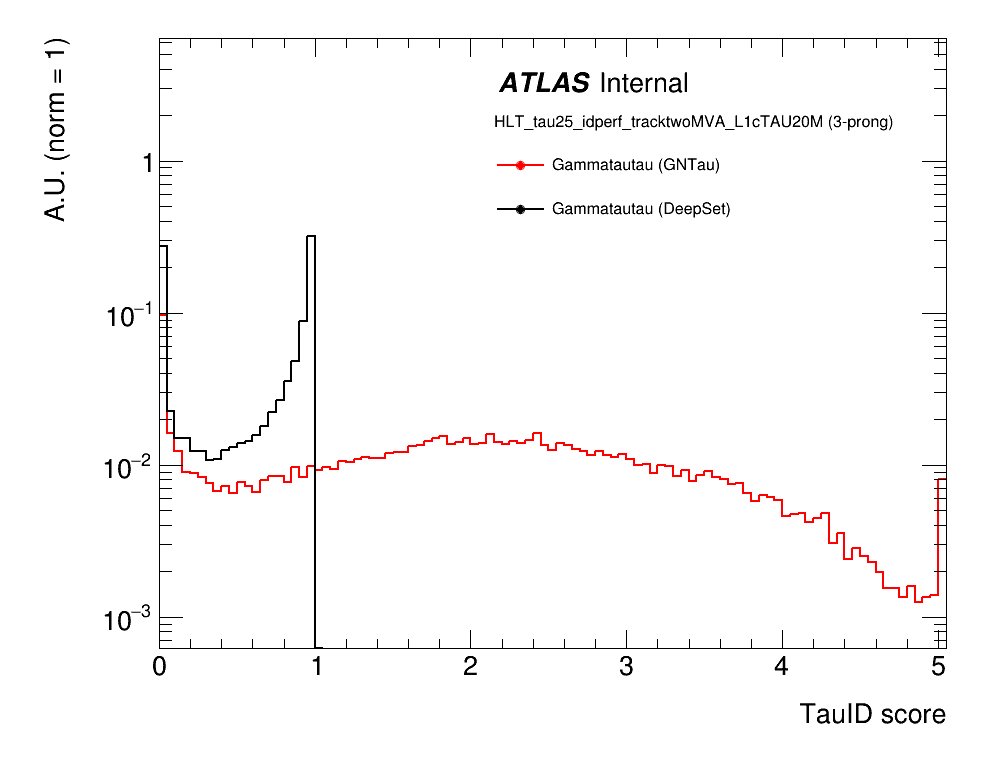 A.U. (norm = 1)
ATLAS Internal
HLT_tau25_idperf_tracktwoMVA_L1cTAU20M (3-prong)
Gammatautau (GNTau)
Gammatautau (DeepSet)
1
10⁻¹
10⁻²
10⁻³
0 1 2 3 4 5
TauID score